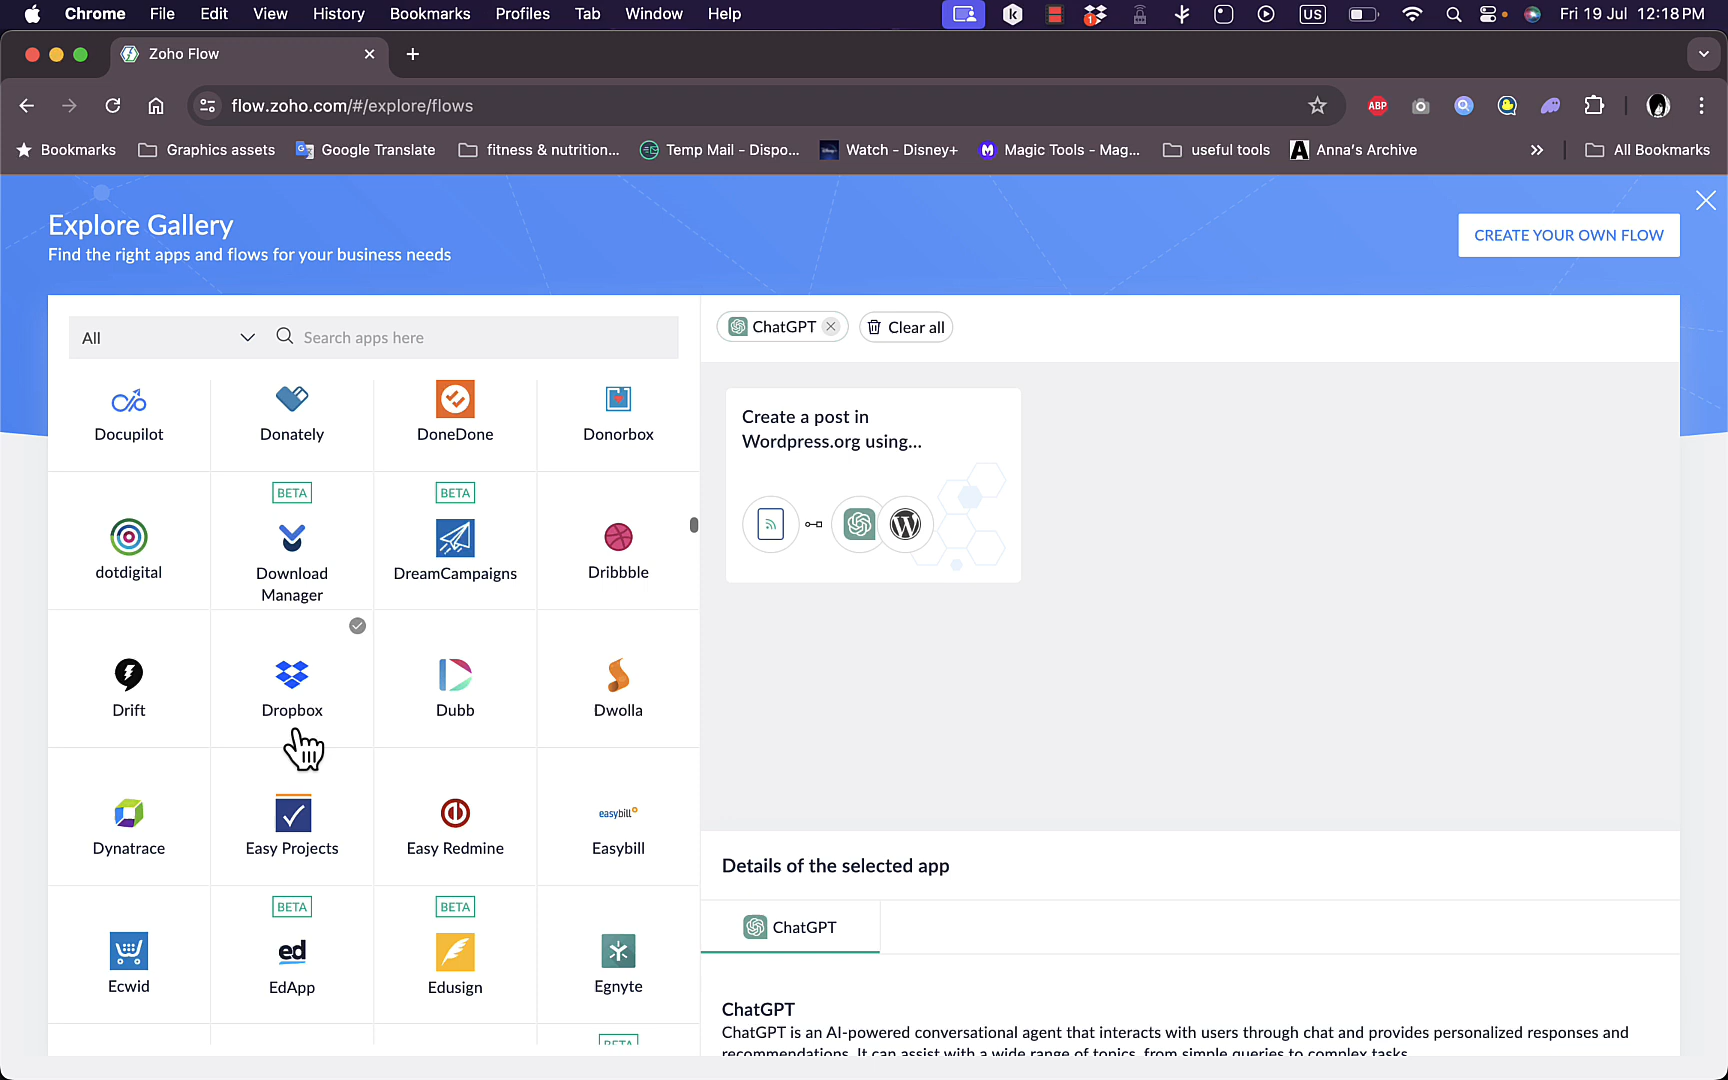 Chrome File Edit View History Bookmarks Profiles Tab Window Help
1 US Fri 19 Jul 12:18 PM
Zoho Flow
flow.zoho.com/#/explore/flows
ABP
Bookmarks Graphics assets Google Translate fitness & nutrition... Temp Mail - Dispo... Watch - Disney+ Magic Tools - Mag... useful tools Anna's Archive All Bookmarks
Explore Gallery
Find the right apps and flows for your business needs
CREATE YOUR OWN FLOW
All Search apps here
Docupilot Donately DoneDone Donorbox
BETA BETA
dotdigital Download Manager DreamCampaigns Dribbble
Drift Dropbox Dubb Dwolla
easybill
Dynatrace Easy Projects Easy Redmine Easybill
BETA BETA
ed
Ecwid EdApp Edusign Egnyte
BETA
ChatGPT Clear all
Create a post in
Wordpress.org using...
Details of the selected app
ChatGPT
ChatGPT
ChatGPT is an AI-powered conversational agent that interacts with users through chat and provides personalized responses and
recommendations. It can assist with a wide range of topics, from simple queries to complex tasks.